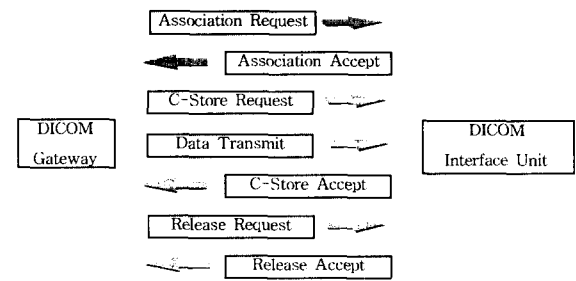 Association Request
Association Accept
C-Store Request
DICOM
Gateway
Data Transmit
DICOM
Interface Unit
C-Store Accept
Release Request
Release Accept